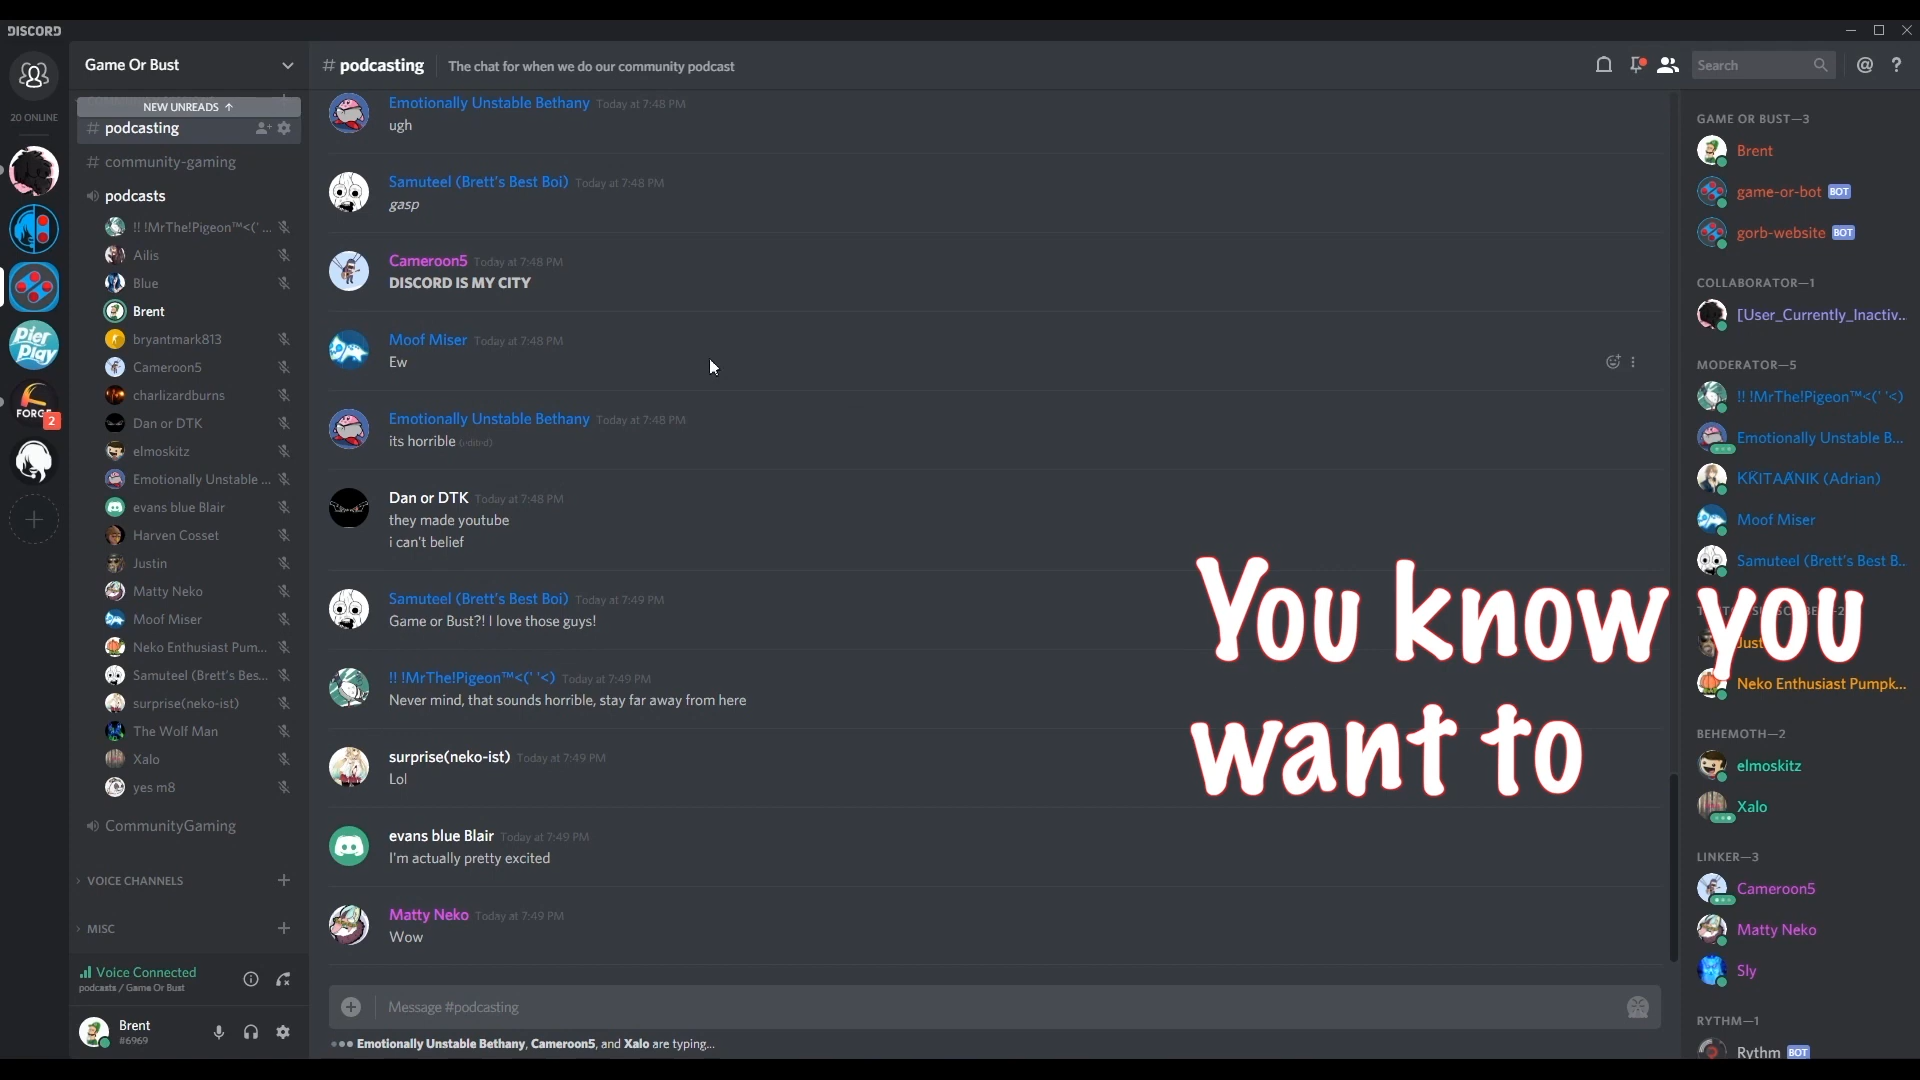 DISCORD
20 ONLINE
Pier Play
FORGE
2
Game Or Bust
NEW UNREADS ↑
# podcasting
# community-gaming
podcasts
!! !MrThe!Pigeon™<(' ...
Ailis
Blue
Brent
bryantmark813
Cameroon5
charlizardburns
Dan or DTK
elmoskitz
Emotionally Unstable ...
evans blue Blair
Harven Cosset
Justin
Matty Neko
Moof Miser
Neko Enthusiast Pum...
Samuteel (Brett's Bes...
surprise(neko-ist)
The Wolf Man
Xalo
yes m8
CommunityGaming
VOICE CHANNELS
MISC
Voice Connected
podcasts / Game Or Bust
Brent
#6969
# podcasting The chat for when we do our community podcast
Search
Emotionally Unstable Bethany Today at 7:48 PM
ugh
Samuteel (Brett's Best Boi) Today at 7:48 PM
gasp
Cameroon5 Today at 7:48 PM
DISCORD IS MY CITY
Moof Miser Today at 7:48 PM
Ew
Emotionally Unstable Bethany Today at 7:48 PM
its horrible (edited)
Dan or DTK Today at 7:48 PM
they made youtube
i can't belief
Samuteel (Brett's Best Boi) Today at 7:49 PM
Game or Bust?! I love those guys!
!! !MrThe!Pigeon™<(' '<) Today at 7:49 PM
Never mind, that sounds horrible, stay far away from here
surprise(neko-ist) Today at 7:49 PM
Lol
evans blue Blair Today at 7:49 PM
I'm actually pretty excited
Matty Neko Today at 7:49 PM
Wow
Message #podcasting
Emotionally Unstable Bethany, Cameroon5, and Xalo are typing...
You know you
want to
GAME OR BUST—3
Brent
game-or-bot BOT
gorb-website BOT
COLLABORATOR—1
[User_Currently_Inactiv...
MODERATOR—5
!! !MrThe!Pigeon™<(' '<)
Emotionally Unstable B...
Moof Miser
Samuteel (Brett's Best B...
Neko Enthusiast Pumpk...
BEHEMOTH—2
elmoskitz
Xalo
LINKER—3
Cameroon5
Matty Neko
Sly
RYTHM—1
Rythm BOT